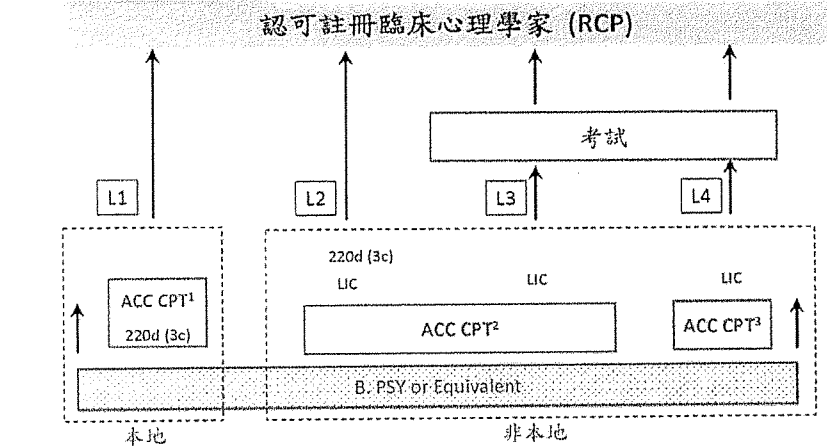 認可註冊臨床心理學家 (RCP)
考試
L1
L2
L3
L4
220d (3c)
LIC
LIC
LIC
ACC CPT¹
220d (3c)
ACC CPT²
ACC CPT³
B. PSY or Equivalent
本地
非本地